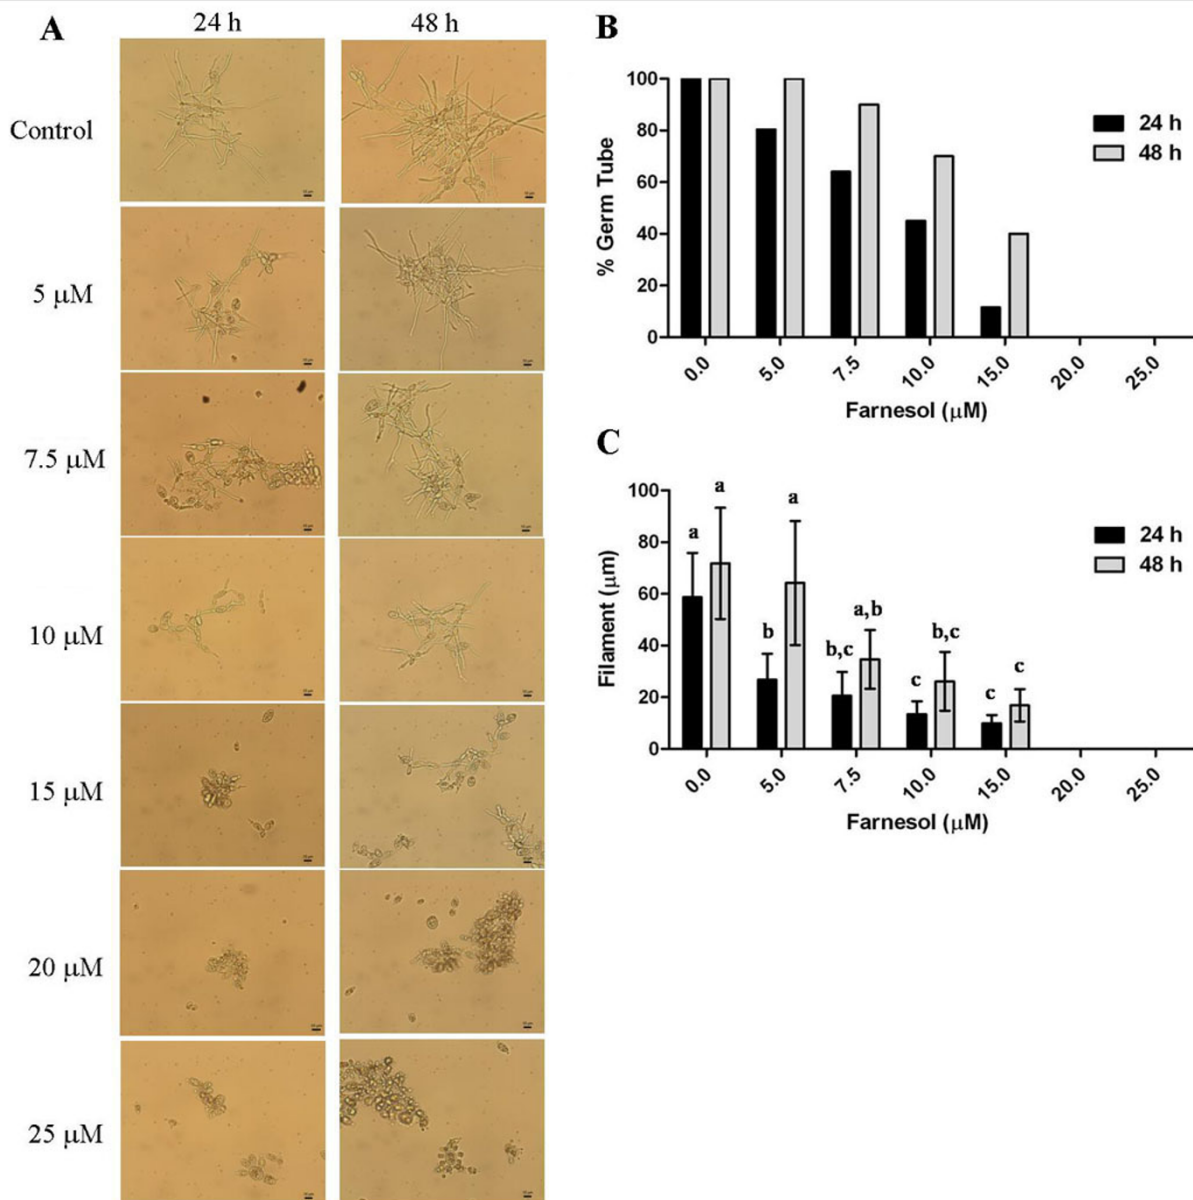 A
24 h
48 h
Control
5 μM
7.5 μM
10 μM
15 μM
20 μM
25 μM
B
100
80
60
40
20
0
% Germ Tube
24 h
48 h
0.0
5.0
7.5
10.0
15.0
20.0
25.0
Farnesol (μM)
C
100
80
60
40
20
0
Filament (μm)
a
a
b
a
b,c
a,b
c
b,c
c
c
24 h
48 h
0.0
5.0
7.5
10.0
15.0
20.0
25.0
Farnesol (μM)